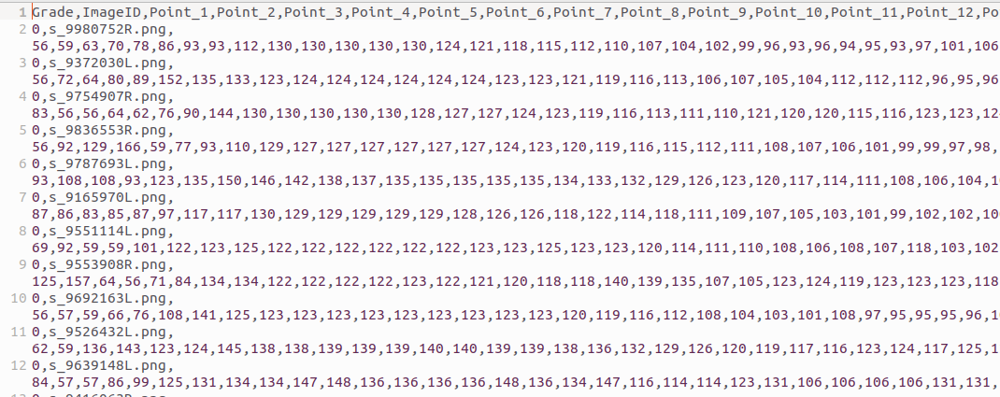 1 Grade,ImageID,Point_1,Point_2,Point_3,Point_4,Point_5,Point_6,Point_7,Point_8,Point_9,Point_10,Point_11,Point_12,Po
2 0,s_9980752R.png,
56,59,63,70,78,86,93,93,112,130,130,130,130,130,124,121,118,115,112,110,107,104,102,99,96,93,96,94,95,93,97,101,106
3 0,s_9372030L.png,
56,72,64,80,89,152,135,133,123,124,124,124,124,124,124,123,123,121,119,116,113,106,107,105,104,112,112,112,96,95,96
4 0,s_9754907R.png,
83,56,56,64,62,76,90,144,130,130,130,130,130,128,127,127,124,123,119,116,113,111,110,121,120,120,115,116,123,123,12
5 0,s_9836553R.png,
56,92,129,166,59,77,93,110,129,127,127,127,127,127,127,124,123,120,119,116,115,112,111,108,107,106,101,99,99,97,98,
6 0,s_9787693L.png,
93,108,108,93,123,135,150,146,142,138,137,135,135,135,135,135,134,133,132,129,126,123,120,117,114,111,108,106,104,1
7 0,s_9165970L.png,
87,86,83,85,87,97,117,117,130,129,129,129,129,129,128,126,126,118,122,114,118,111,109,107,105,103,101,99,102,102,10
8 0,s_9551114L.png,
69,92,59,59,101,122,123,125,122,122,122,122,122,122,123,123,125,123,123,120,114,111,110,108,106,108,107,118,103,102
9 0,s_9553908R.png,
125,157,64,56,71,84,134,134,122,122,122,122,123,122,121,120,118,118,140,139,135,107,105,123,124,119,123,123,123,118
10 0,s_9692163L.png,
56,57,59,66,76,108,141,125,123,123,123,123,123,123,123,123,123,120,119,116,112,108,104,103,101,108,97,95,95,95,96,1
11 0,s_9526432L.png,
62,59,136,143,123,124,145,138,138,139,139,139,140,140,139,139,138,136,132,129,126,120,119,117,116,123,124,117,125,1
12 0,s_9639148L.png,
84,57,57,86,99,125,131,134,134,147,148,136,136,136,136,148,136,134,147,116,114,114,123,131,106,106,106,106,131,131,